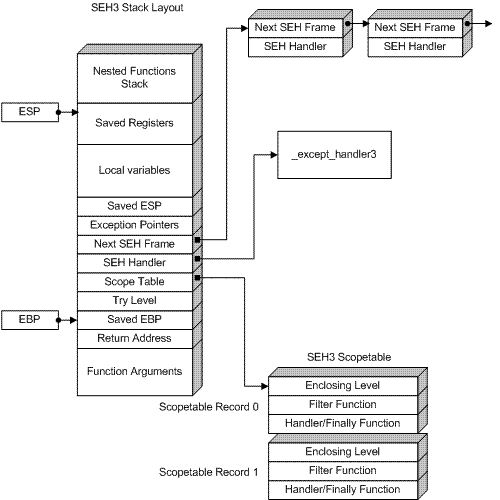 SEH3 Stack Layout
Next SEH Frame
SEH Handler
Next SEH Frame
SEH Handler
Nested Functions
Stack
ESP
Saved Registers
_except_handler3
Local variables
Saved ESP
Exception Pointers
Next SEH Frame
SEH Handler
Scope Table
Try Level
EBP
Saved EBP
Return Address
Function Arguments
SEH3 Scopetable
Scopetable Record 0
Enclosing Level
Filter Function
Handler/Finally Function
Scopetable Record 1
Enclosing Level
Filter Function
Handler/Finally Function